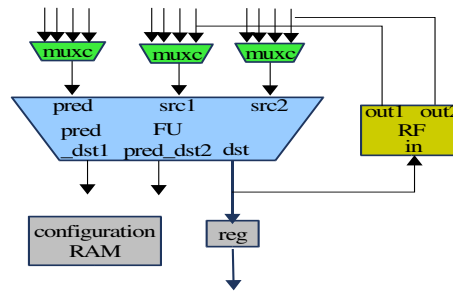 muxc muxc muxc
pred src1 src2
out1 out2
pred FU RF
_dst1 pred_dst2 dst in
configuration
RAM
reg